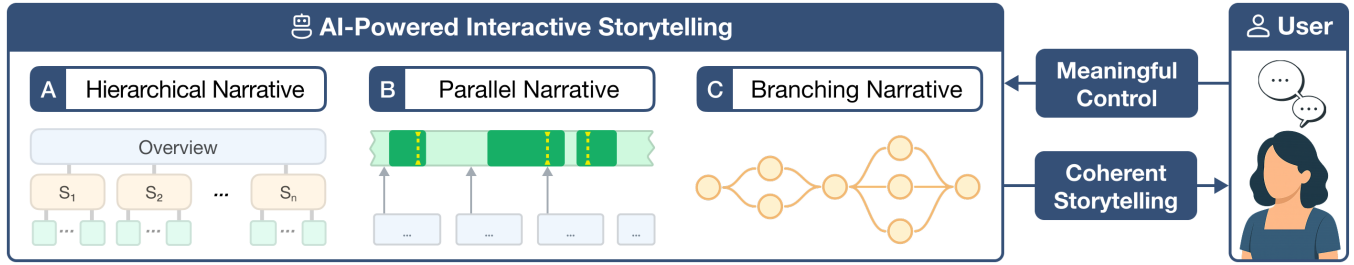 AI-Powered Interactive Storytelling
User
A Hierarchical Narrative
B Parallel Narrative
C Branching Narrative
Meaningful
Control
...
...
Overview
S1 S2 ... Sn
... ... ...
... ... ... ...
Coherent
Storytelling